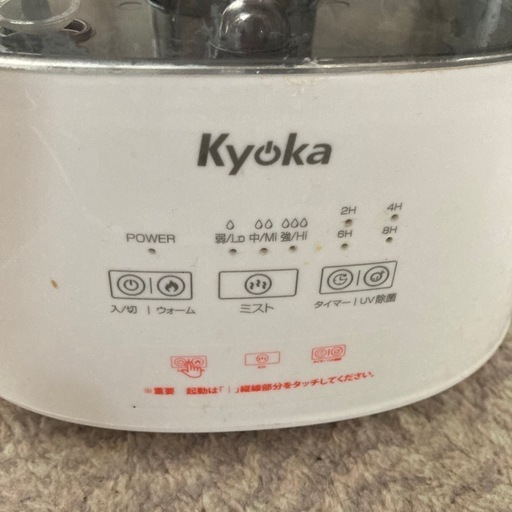 Kyoka
2H 4H
POWER 弱/Lo 中/Mi 強/Hi 6H 8H
入/切 | ウォーム ミスト タイマー | UV除菌
※重要 起動は「|」縦線部分をタッチしてください。